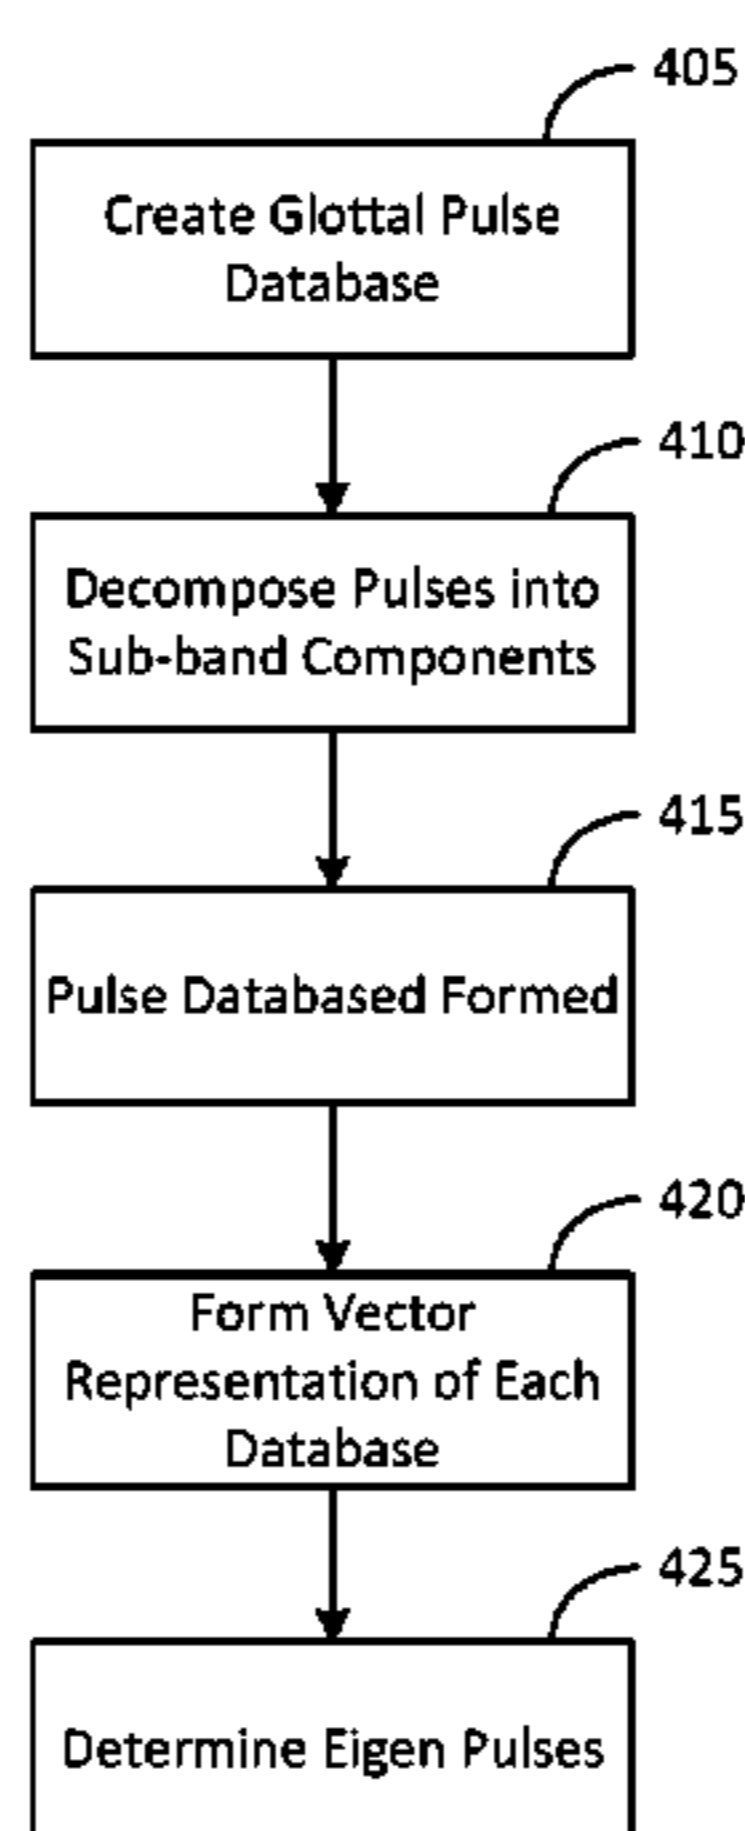 405
Create Glottal Pulse
Database
410
Decompose Pulses into
Sub-band Components
415
Pulse Databased Formed
420
Form Vector
Representation of Each
Database
425
Determine Eigen Pulses